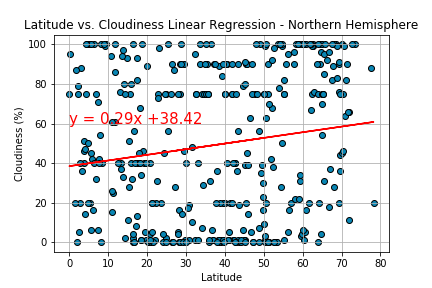 Latitude vs. Cloudiness Linear Regression - Northern Hemisphere
100
80
60
40
20
0
Cloudiness (%)
y = 0.29x +38.42
0 10 20 30 40 50 60 70 80
Latitude